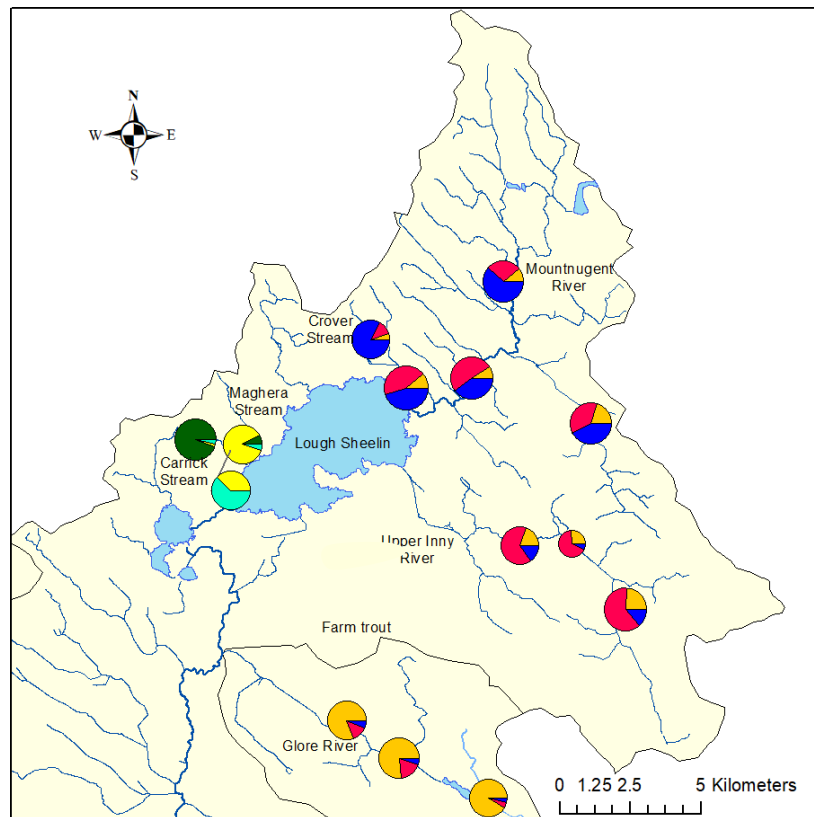 N
W E
S
Mountnugent
River
Crover
Stream
Maghera
Stream
Lough Sheelin
Carrick
Stream
Upper Inny
River
Farm trout
Glore River
0 1.25 2.5 5 Kilometers